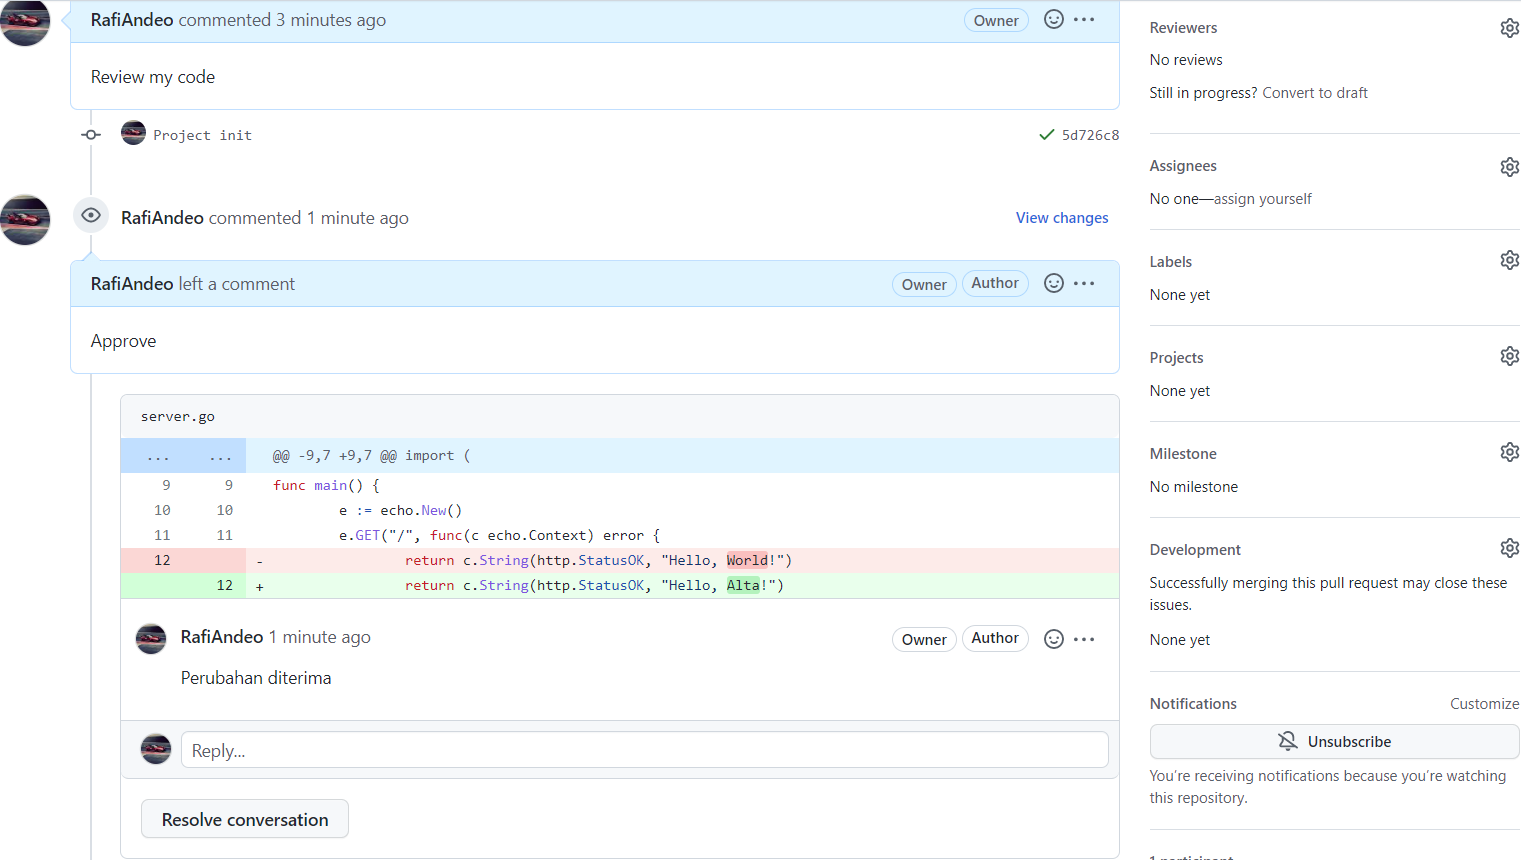 RafiAndeo commented 3 minutes ago
Owner
Review my code
Project init
5d726c8
RafiAndeo commented 1 minute ago
View changes
RafiAndeo left a comment
Owner
Author
Approve
server.go
... ... @@ -9,7 +9,7 @@ import (
9 9 func main() {
10 10 e := echo.New()
11 11 e.GET("/", func(c echo.Context) error {
12 - return c.String(http.StatusOK, "Hello, World!")
12 + return c.String(http.StatusOK, "Hello, Alta!")
RafiAndeo 1 minute ago
Owner
Author
Perubahan diterima
Reply...
Resolve conversation
Reviewers
No reviews
Still in progress? Convert to draft
Assignees
No one—assign yourself
Labels
None yet
Projects
None yet
Milestone
No milestone
Development
Successfully merging this pull request may close these
issues.
None yet
Notifications
Customize
Unsubscribe
You're receiving notifications because you're watching
this repository.
1 participant